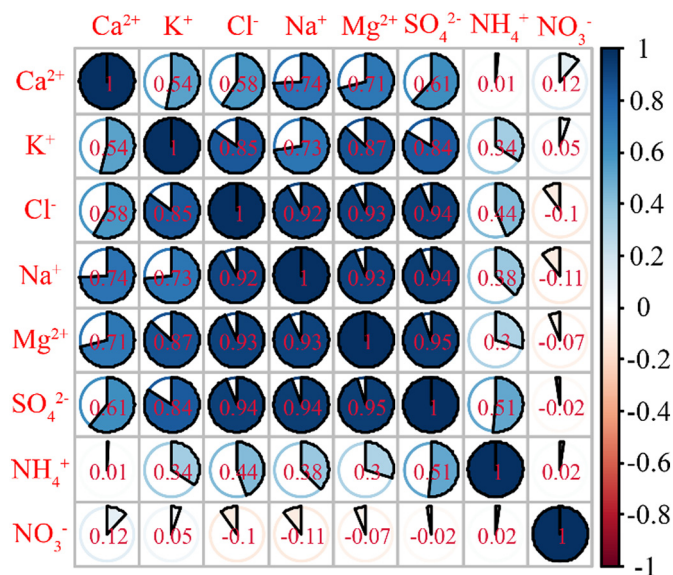 Ca²⁺ K⁺ Cl⁻ Na⁺ Mg²⁺ SO₄²⁻ NH₄⁺ NO₃⁻
Ca²⁺ 1 0.54 0.58 0.74 0.71 0.61 0.01 0.12
K⁺ 0.54 1 0.85 0.73 0.87 0.84 0.34 0.05
Cl⁻ 0.58 0.85 1 0.92 0.93 0.94 0.44 -0.1
Na⁺ 0.74 0.73 0.92 1 0.93 0.94 0.38 -0.11
Mg²⁺ 0.71 0.87 0.93 0.93 1 0.95 0.3 -0.07
SO₄²⁻ 0.61 0.84 0.94 0.94 0.95 1 0.51 -0.02
NH₄⁺ 0.01 0.34 0.44 0.38 0.3 0.51 1 0.02
NO₃⁻ 0.12 0.05 -0.1 -0.11 -0.07 -0.02 0.02 1
1
0.8
0.6
0.4
0.2
0
-0.2
-0.4
-0.6
-0.8
-1